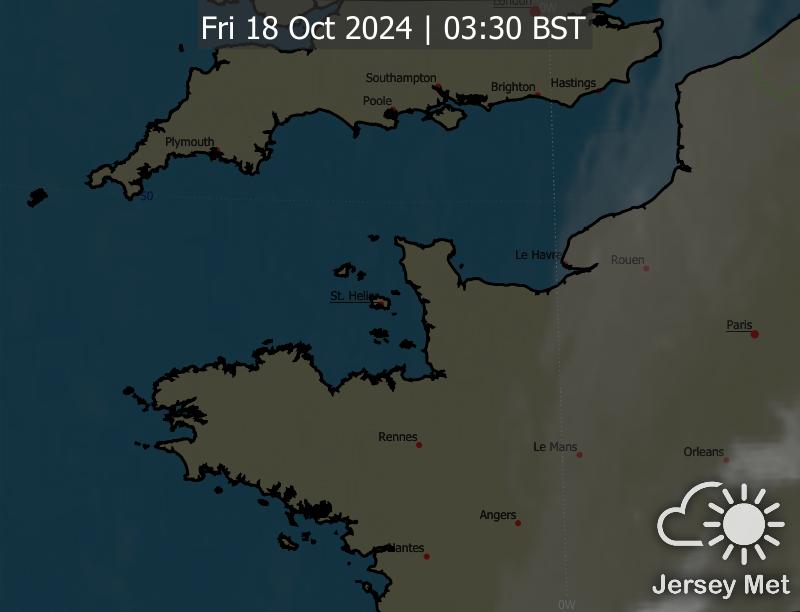 London
0W
Fri 18 Oct 2024 | 03:30 BST
Southampton
Brighton
Hastings
Poole
Plymouth
50
Le Havre
Rouen
St. Helier
Paris
Rennes
Le Mans
Orleans
Angers
Nantes
Jersey Met
0W